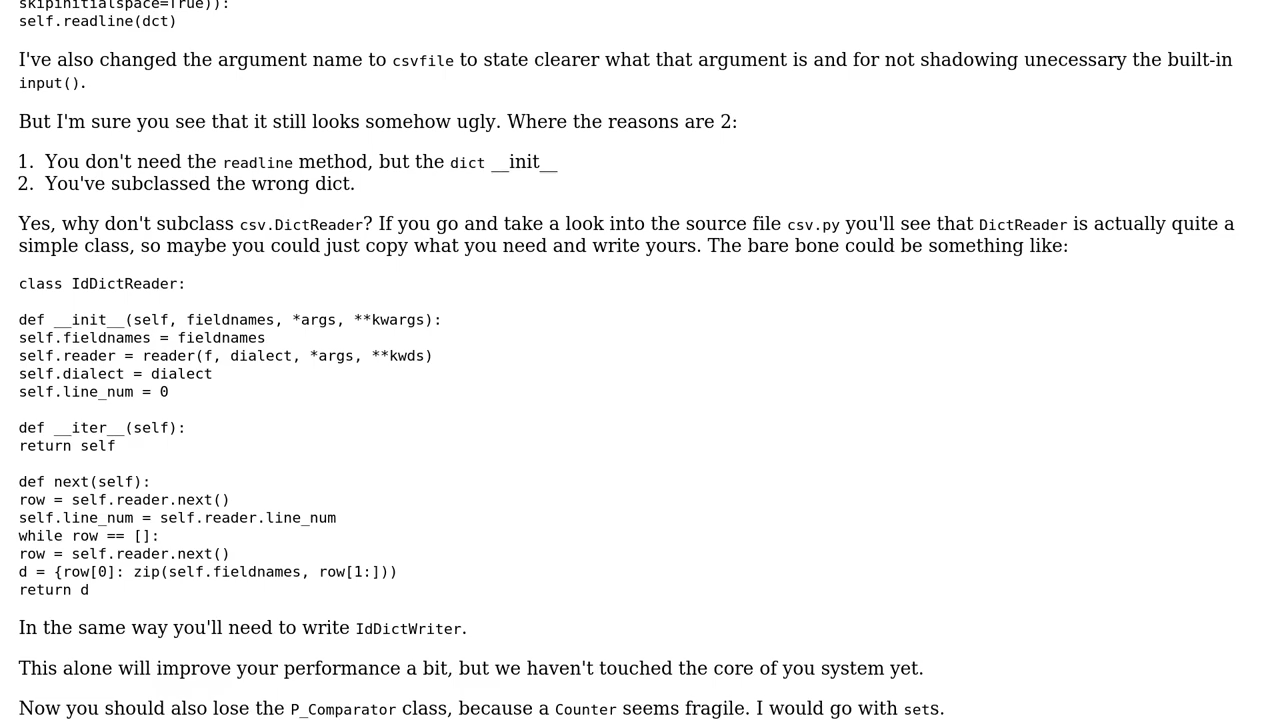 skipinitialspace=True)):
self.readline(dct)
I've also changed the argument name to csvfile to state clearer what that argument is and for not shadowing unecessary the built-in
input().
But I'm sure you see that it still looks somehow ugly. Where the reasons are 2:
1. You don't need the readline method, but the dict __init__
2. You've subclassed the wrong dict.
Yes, why don't subclass csv.DictReader? If you go and take a look into the source file csv.py you'll see that DictReader is actually quite a
simple class, so maybe you could just copy what you need and write yours. The bare bone could be something like:
class IdDictReader:
def __init__(self, fieldnames, *args, **kwargs):
self.fieldnames = fieldnames
self.reader = reader(f, dialect, *args, **kwds)
self.dialect = dialect
self.line_num = 0
def __iter__(self):
return self
def next(self):
row = self.reader.next()
self.line_num = self.reader.line_num
while row == []:
row = self.reader.next()
d = {row[0]: zip(self.fieldnames, row[1:]))
return d
In the same way you'll need to write IdDictWriter.
This alone will improve your performance a bit, but we haven't touched the core of you system yet.
Now you should also lose the P_Comparator class, because a Counter seems fragile. I would go with sets.